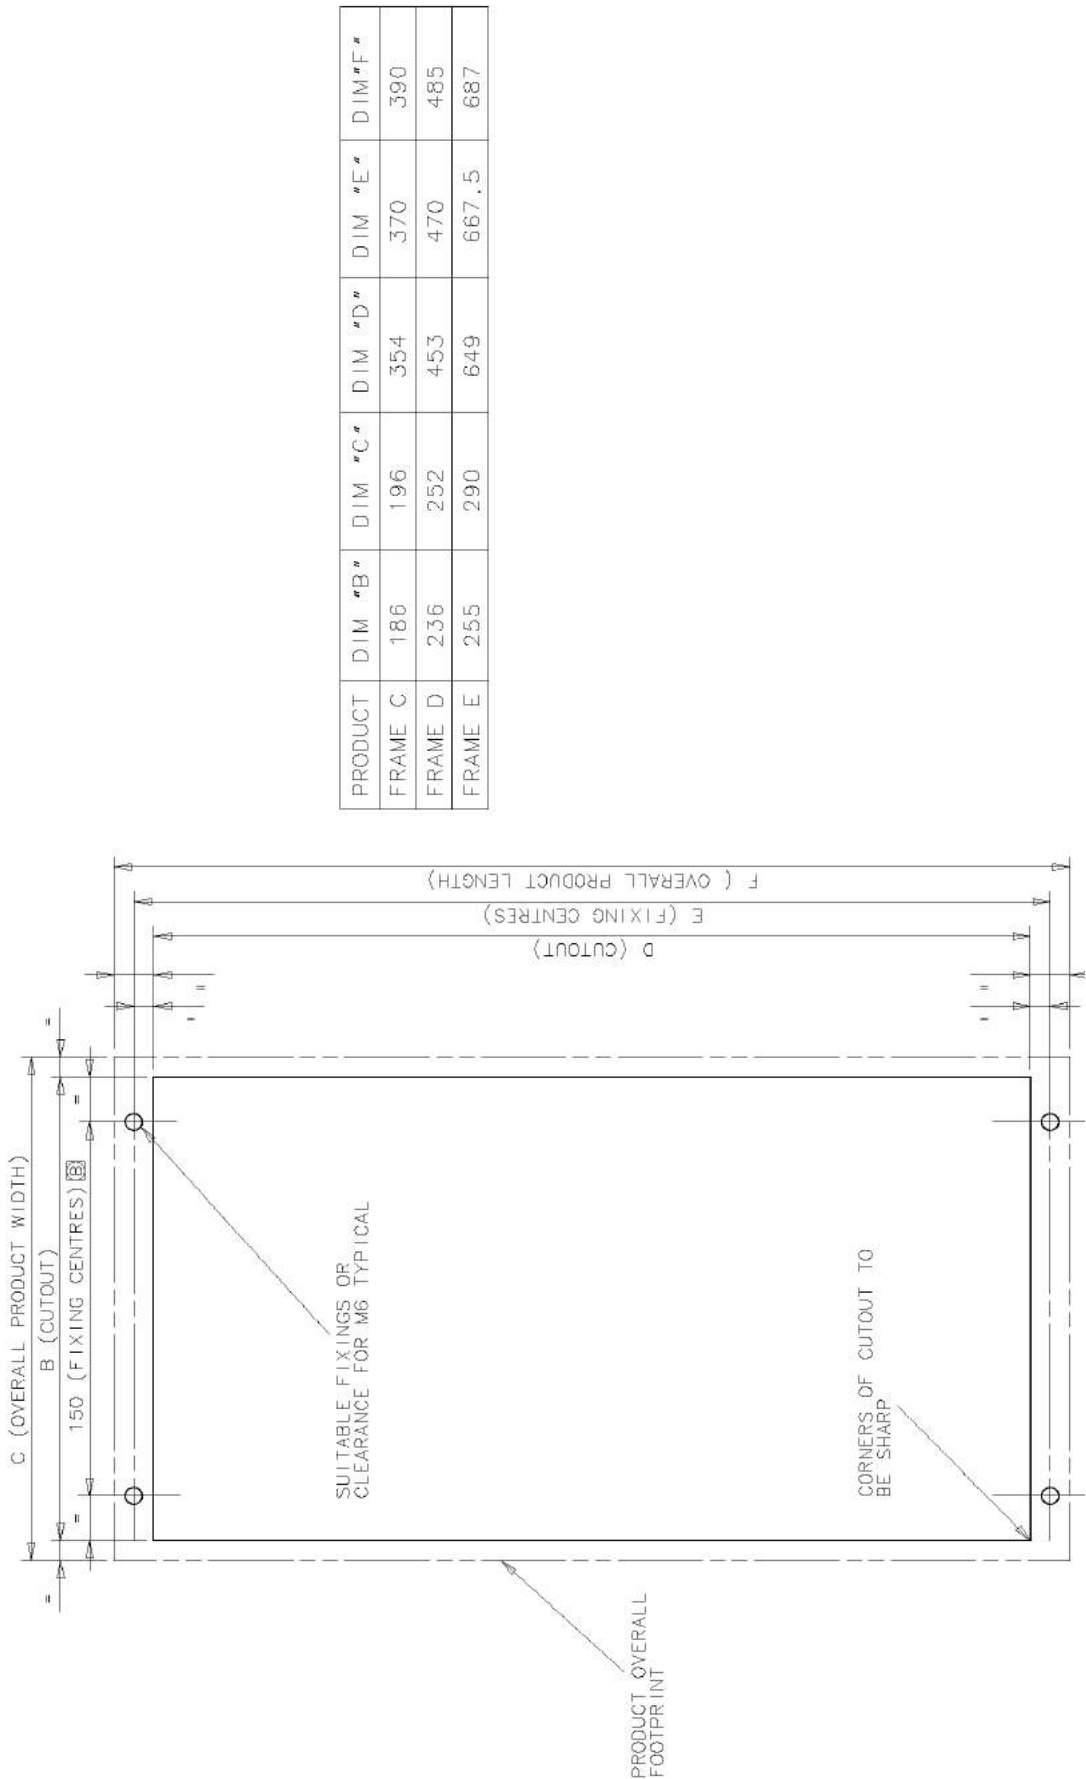 C (OVERALL PRODUCT WIDTH)
B (CUTOUT)
150 (FIXING CENTRES) B
=
=
=
=
SUITABLE FIXINGS OR
CLEARANCE FOR M6 TYPICAL
CORNERS OF CUTOUT TO
BE SHARP
PRODUCT OVERALL
FOOTPRINT
=
=
=
=
D (CUTOUT)
E (FIXING CENTRES)
F ( OVERALL PRODUCT LENGTH)
PRODUCT DIM "B" DIM "C" DIM "D" DIM "E" DIM"F"
FRAME C 186 196 354 370 390
FRAME D 236 252 453 470 485
FRAME E 255 290 649 667.5 687